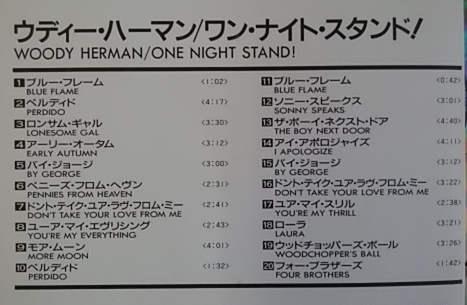 ウディー・ハーマン/ワン・ナイト・スタンド!
WOODY HERMAN/ONE NIGHT STAND!
1 ブルー・フレーム <1:02>
BLUE FLAME
2 ペルディド <4:17>
PERDIDO
3 ロンサム・ギャル <3:30>
LONESOME GAL
4 アーリー・オータム <3:12>
EARLY AUTUMN
5 バイ・ジョージ <3:00>
BY GEORGE
6 ペニーズ・フロム・ヘヴン <2:31>
PENNIES FROM HEAVEN
7 ドント・テイク・ユア・ラヴ・フロム・ミー <2:41>
DON'T TAKE YOUR LOVE FROM ME
8 ユーア・マイ・エヴリシング <2:43>
YOU'RE MY EVERYTHING
9 モア・ムーン <4:01>
MORE MOON
10 ペルディド <1:32>
PERDIDO
11 ブルー・フレーム <0:42>
BLUE FLAME
12 ソニー・スピークス <3:01>
SONNY SPEAKS
13 ザ・ボーイ・ネクスト・ドア <4:40>
THE BOY NEXT DOOR
14 アイ・アポロジャイズ <4:11>
I APOLOGIZE
15 バイ・ジョージ <3:12>
BY GEORGE
16 ドント・テイク・ユア・ラヴ・フロム・ミー <3:22>
DON'T TAKE YOUR LOVE FROM ME
17 ユア・マイ・スリル <2:38>
YOU'RE MY THRILL
18 ローラ <3:21>
LAURA
19 ウッドチョッパーズ・ボール <3:26>
WOODCHOPPER'S BALL
20 フォー・ブラザーズ <1:42>
FOUR BROTHERS